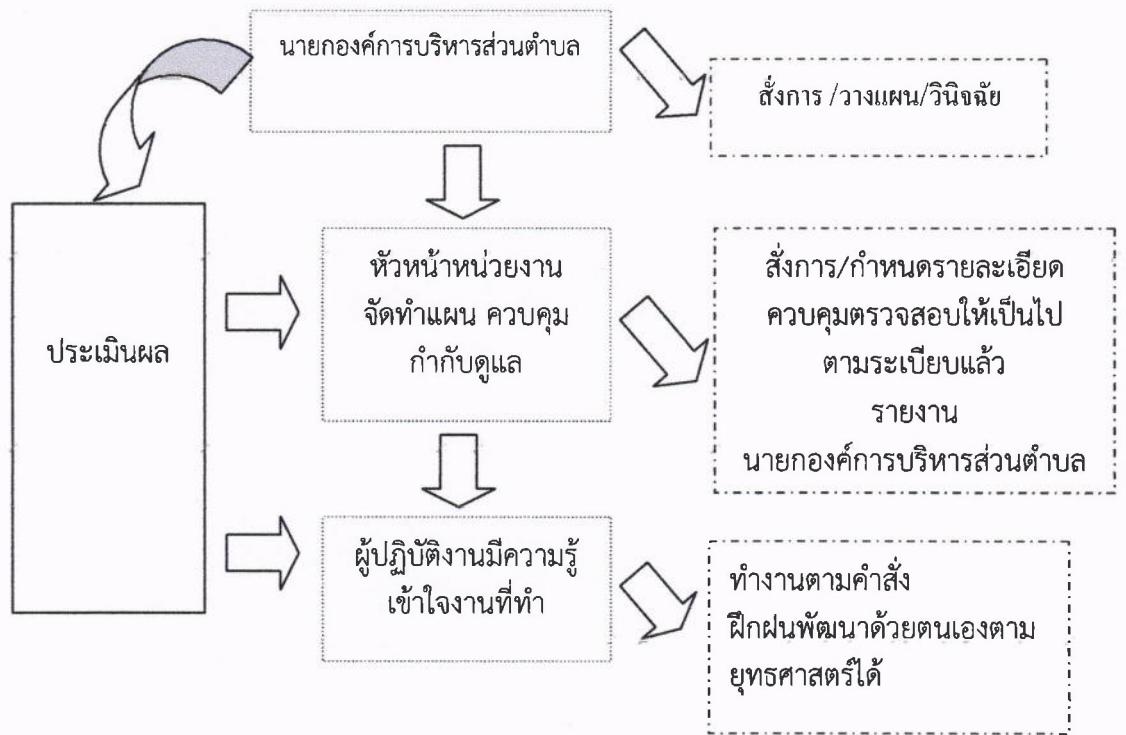 นายกองค์การบริหารส่วนตำบล
สั่งการ /วางแผน/วินิจฉัย
ประเมินผล
หัวหน้าหน่วยงาน
จัดทำแผน ควบคุม
กำกับดูแล
สั่งการ/กำหนดรายละเอียด
ควบคุมตรวจสอบให้เป็นไป
ตามระเบียบแล้ว
รายงาน
นายกองค์การบริหารส่วนตำบล
ผู้ปฏิบัติงานมีความรู้
เข้าใจงานที่ทำ
ทำงานตามคำสั่ง
ฝึกฝนพัฒนาด้วยตนเองตาม
ยุทธศาสตร์ได้